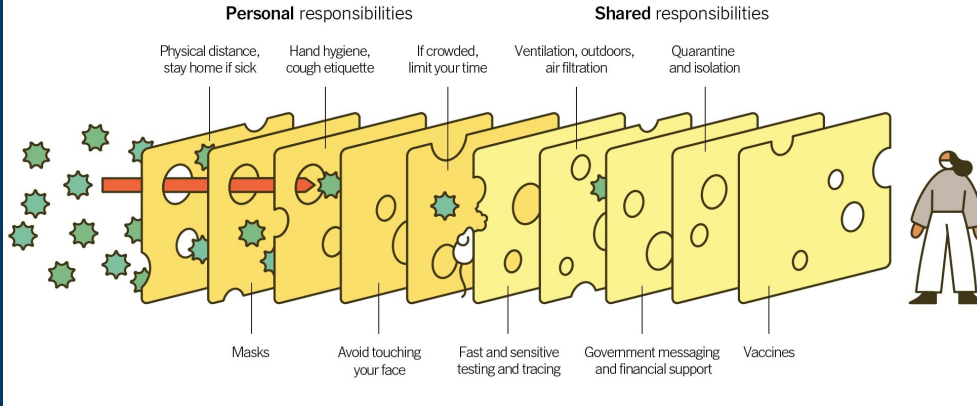 Personal responsibilities
Shared responsibilities
Physical distance,
stay home if sick
Hand hygiene,
cough etiquette
If crowded,
limit your time
Ventilation, outdoors,
air filtration
Quarantine
and isolation
Masks
Avoid touching
your face
Fast and sensitive
testing and tracing
Government messaging
and financial support
Vaccines